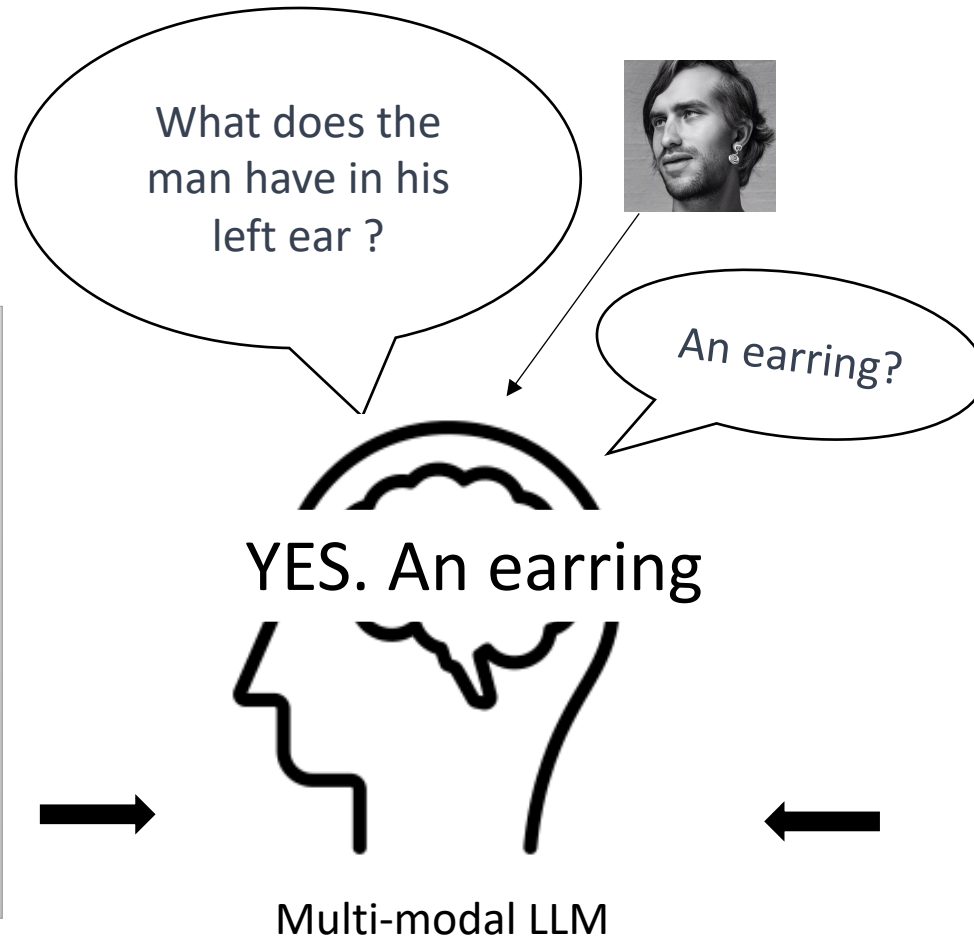 What does the
man have in his
left ear ?
An earring?
YES. An earring
Multi-modal LLM